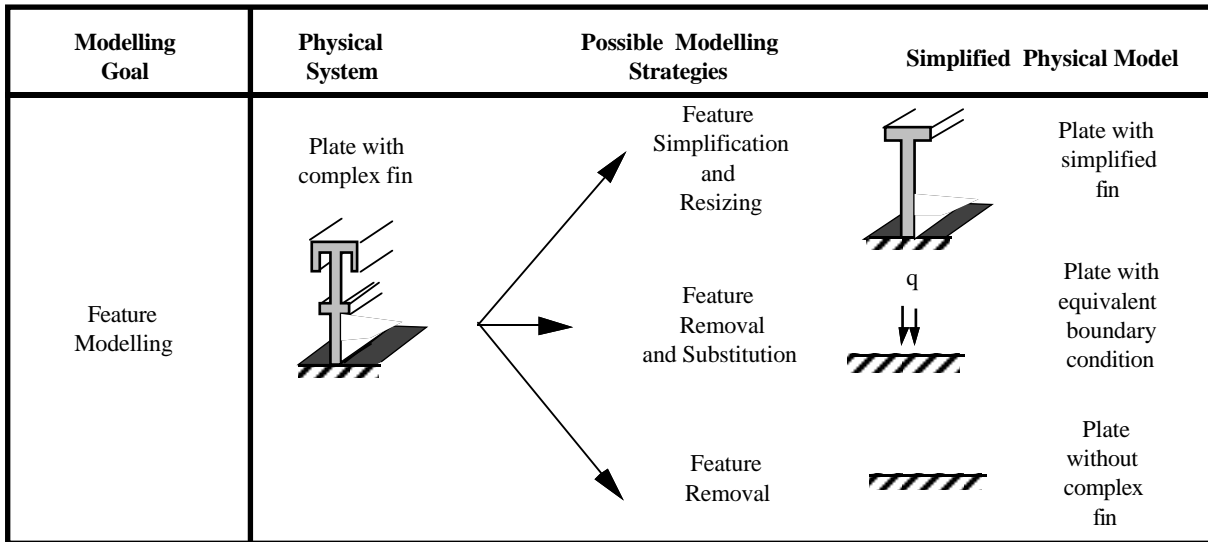 Modelling
Goal
Physical
System
Possible Modelling
Strategies
Simplified Physical Model
Feature
Modelling
Plate with
complex fin
Feature
Simplification
and
Resizing
Plate with
simplified
fin
Feature
Removal
and Substitution
q
Plate with
equivalent
boundary
condition
Feature
Removal
Plate
without
complex
fin